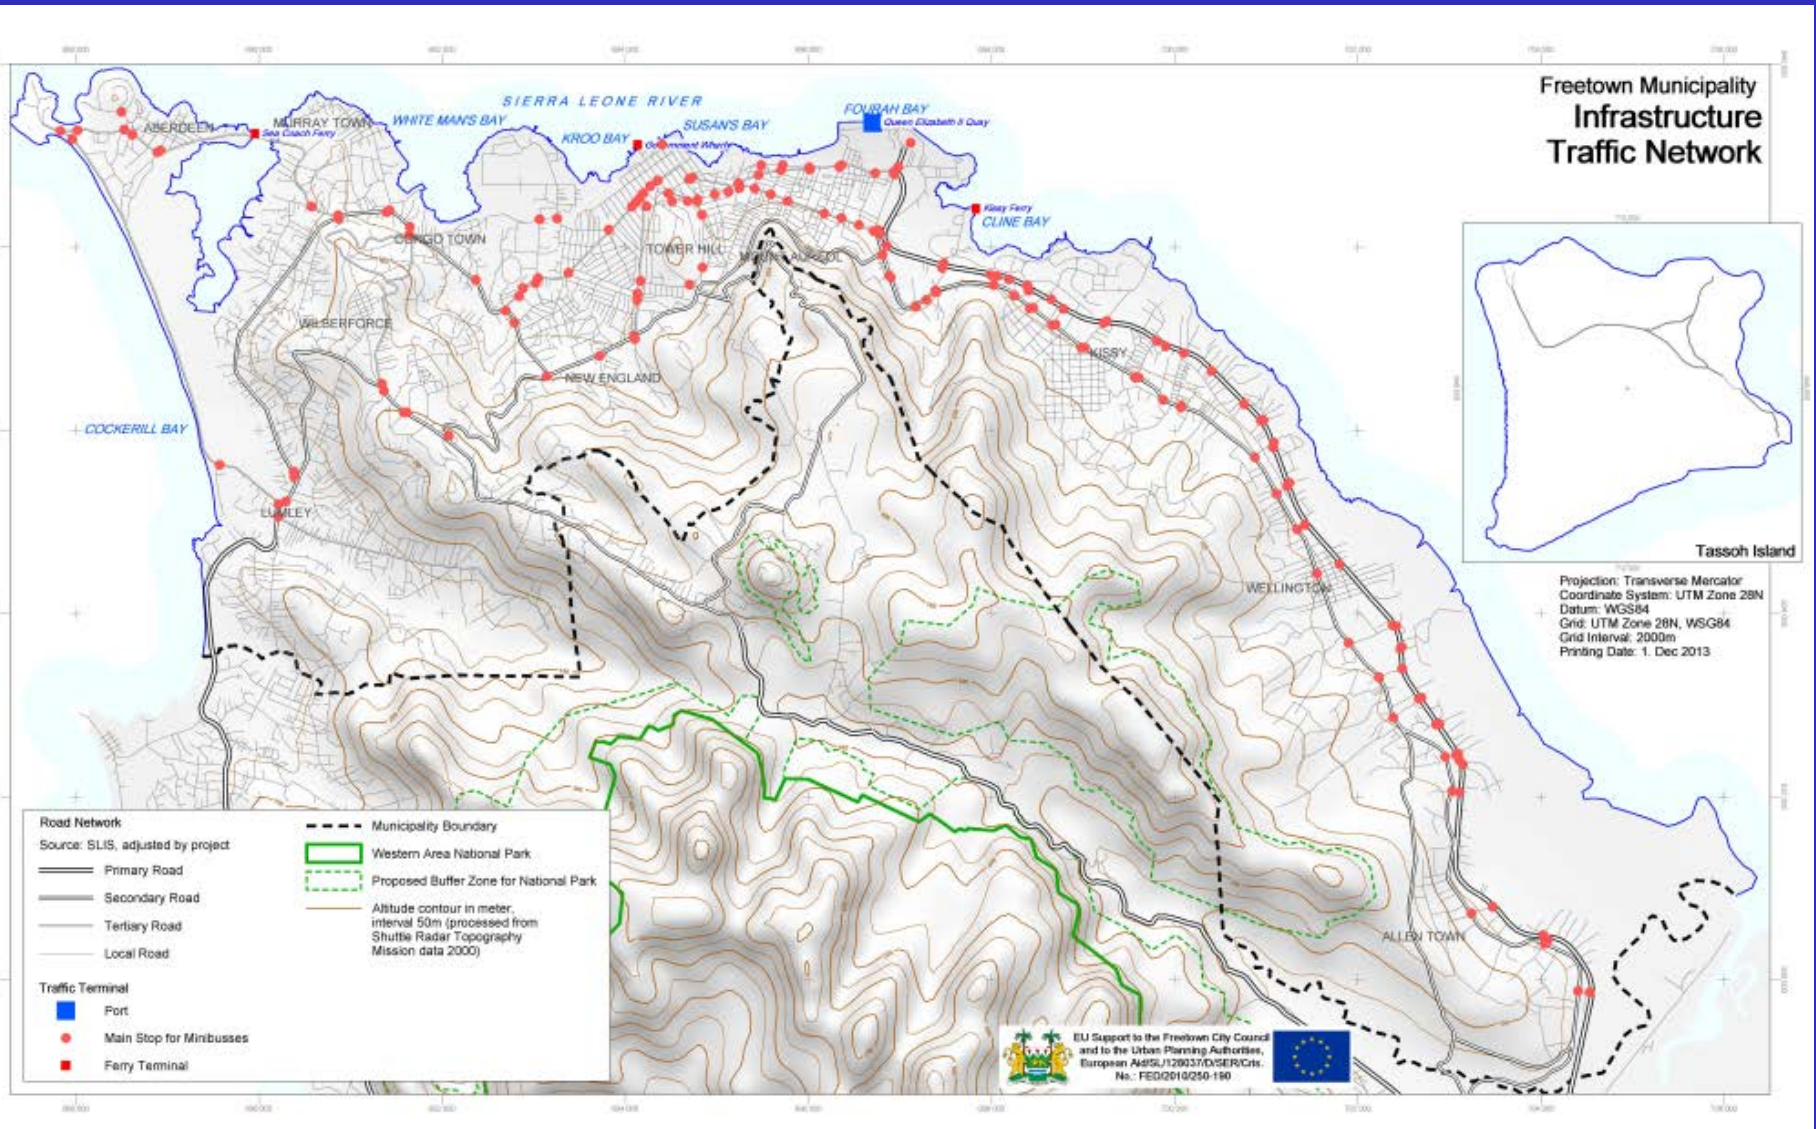 Freetown Municipality
Infrastructure
Traffic Network
SIERRA LEONE RIVER
FOURAH BAY
Queen Elizabeth II Quay
WHITE MAN'S BAY
SUSAN'S BAY
KROO BAY
Government Wharf
ABERDEEN
MURRAY TOWN
Sea Coach Ferry
Kissy Ferry
CLINE BAY
CONGO TOWN
TOWER HILL
MOUNT AUREOL
WILBERFORCE
KISSY
NEW ENGLAND
COCKERILL BAY
LUMLEY
WELLINGTON
ALLEN TOWN
Tassoh Island
Projection: Transverse Mercator
Coordinate System: UTM Zone 28N
Datum: WGS84
Grid: UTM Zone 28N, WSG84
Grid Interval: 2000m
Printing Date: 1. Dec 2013
Road Network
Source: SLIS, adjusted by project
Primary Road
Secondary Road
Tertiary Road
Local Road
Traffic Terminal
Port
Main Stop for Minibusses
Ferry Terminal
Municipality Boundary
Western Area National Park
Proposed Buffer Zone for National Park
Altitude contour in meter,
interval 50m (processed from
Shuttle Radar Topography
Mission data 2000)
EU Support to the Freetown City Council
and to the Urban Planning Authorities,
European Aid/SL/128037/D/SER/Cris.
No.: FED/2010/250-190